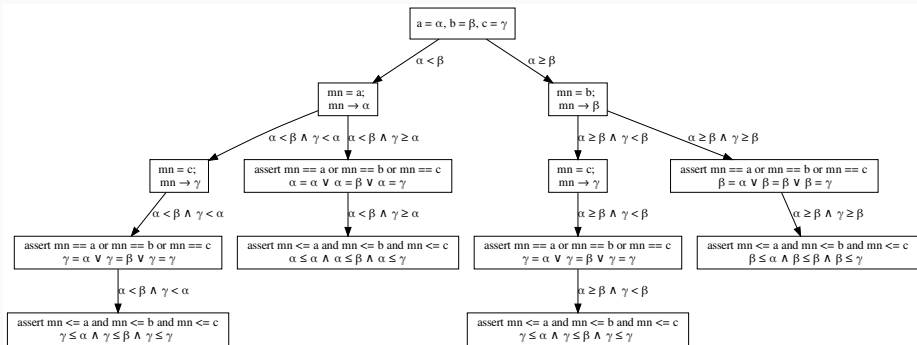 a = α, b = β, c = γ
α < β
α ≥ β
mn = a;
mn → α
mn = b;
mn → β
α < β ∧ γ < α
α < β ∧ γ ≥ α
α ≥ β ∧ γ < β
α ≥ β ∧ γ ≥ β
mn = c;
mn → γ
assert mn == a or mn == b or mn == c
α = α ∨ α = β ∨ α = γ
mn = c;
mn → γ
assert mn == a or mn == b or mn == c
β = α ∨ β = β ∨ β = γ
α < β ∧ γ < α
α < β ∧ γ ≥ α
α ≥ β ∧ γ < β
α ≥ β ∧ γ ≥ β
assert mn == a or mn == b or mn == c
γ = α ∨ γ = β ∨ γ = γ
assert mn <= a and mn <= b and mn <= c
α ≤ α ∧ α ≤ β ∧ α ≤ γ
assert mn == a or mn == b or mn == c
γ = α ∨ γ = β ∨ γ = γ
assert mn <= a and mn <= b and mn <= c
β ≤ α ∧ β ≤ β ∧ β ≤ γ
α < β ∧ γ < α
α ≥ β ∧ γ < β
assert mn <= a and mn <= b and mn <= c
γ ≤ α ∧ γ ≤ β ∧ γ ≤ γ
assert mn <= a and mn <= b and mn <= c
γ ≤ α ∧ γ ≤ β ∧ γ ≤ γ